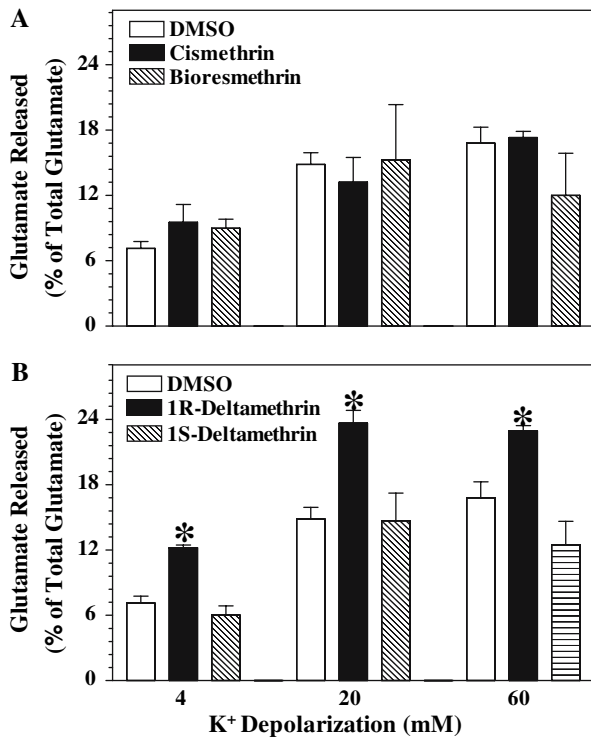 A
DMSO
Cismethrin
Bioresmethrin
24
18
12
6
0
Glutamate Released
(% of Total Glutamate)
B
DMSO
1R-Deltamethrin
1S-Deltamethrin
24
18
12
6
0
Glutamate Released
(% of Total Glutamate)
* * *
4 20 60
K⁺ Depolarization (mM)